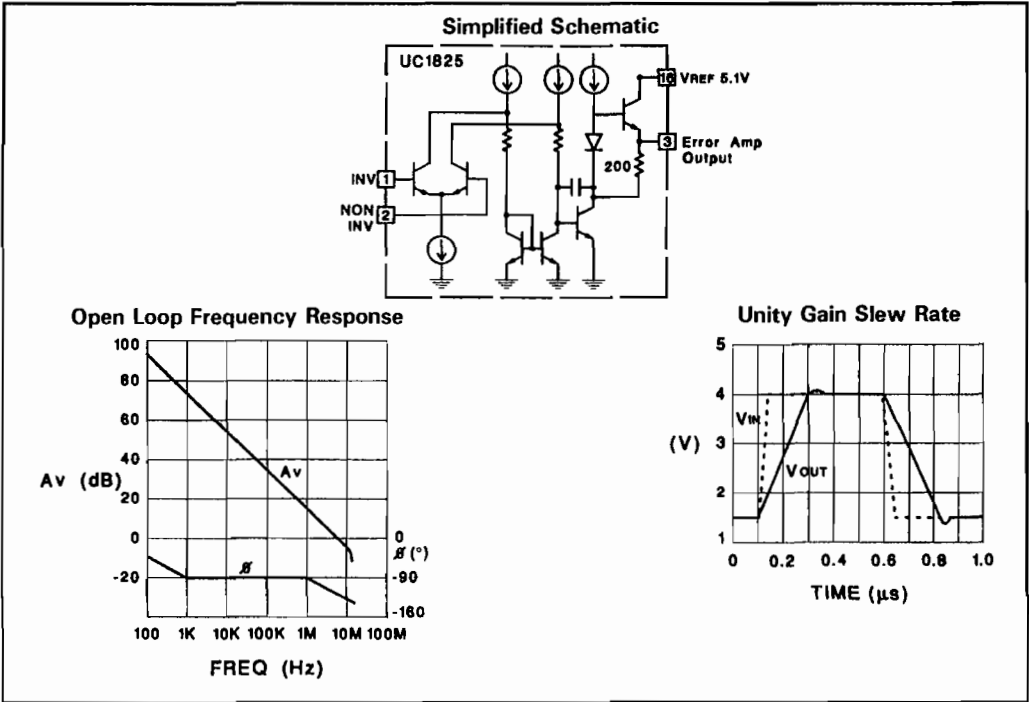 Simplified Schematic
UC1825
16 VREF 5.1V
3 Error Amp
Output
200
INV 1
NON
INV 2
Open Loop Frequency Response
100
80
60
40
20
0
-20
Av (dB)
Av
ø
0
ø (°)
-90
-160
100 1K 10K 100K 1M 10M 100M
FREQ (Hz)
Unity Gain Slew Rate
5
4
3
2
1
(V)
VIN
VOUT
0 0.2 0.4 0.6 0.8 1.0
TIME (µs)